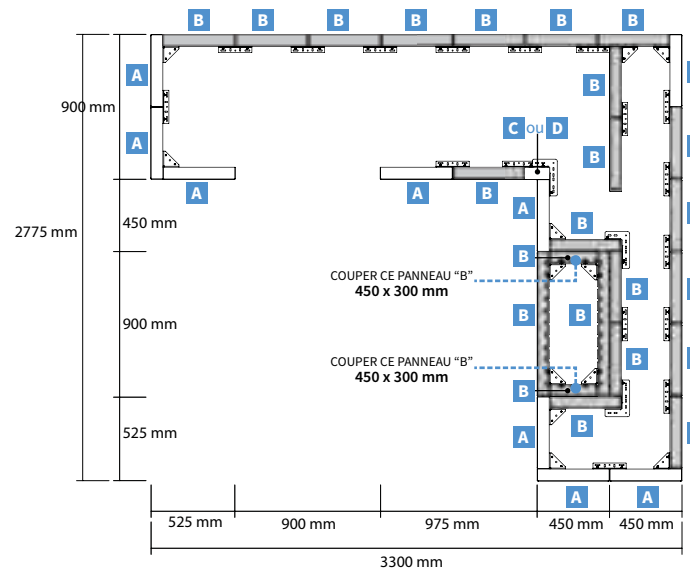 B B B B B B B
A
B
900 mm
C ou D
A
B
A A B
A
450 mm
B
2775 mm
B
COUPER CE PANNEAU “B”
450 x 300 mm
B B B
900 mm
COUPER CE PANNEAU “B”
450 x 300 mm
B
B
B
A
525 mm
A A
525 mm 900 mm 975 mm 450 mm 450 mm
3300 mm